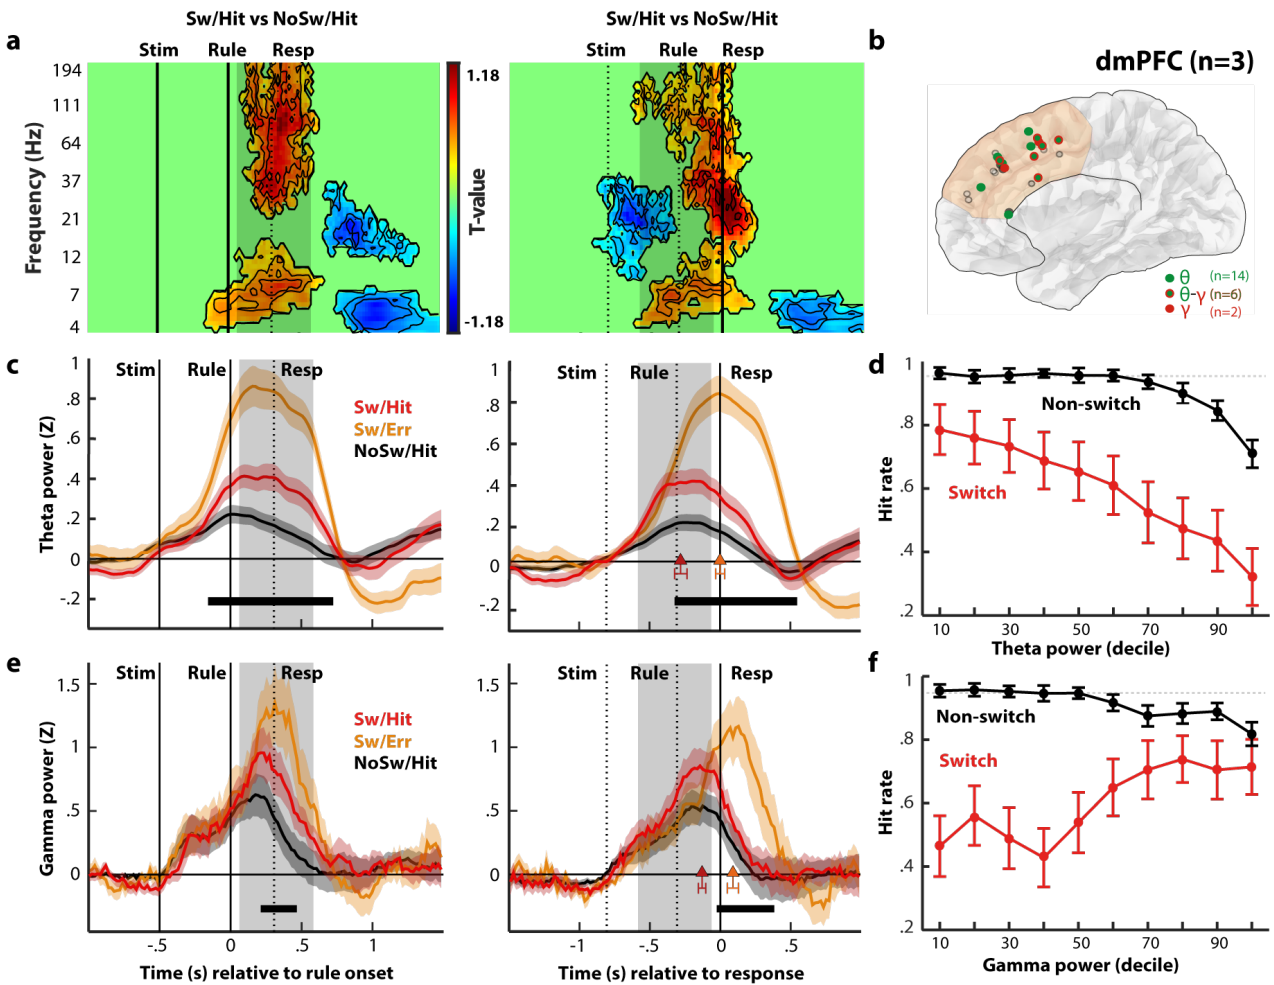 Sw/Hit vs NoSw/Hit
Sw/Hit vs NoSw/Hit
a
Stim
Rule
Resp
Stim
Rule
Resp
b
dmPFC (n=3)
194
111
64
37
21
12
7
4
Frequency (Hz)
1.18
T-value
-1.18
θ (n=14)
θ-γ (n=6)
γ (n=2)
c
Stim
Rule
Resp
Sw/Hit
Sw/Err
NoSw/Hit
1
.8
.6
.4
.2
0
-.2
Theta power (Z)
Stim
Rule
Resp
.8
.6
.4
.2
0
-.2
d
1
.8
.6
.4
.2
Hit rate
Non-switch
Switch
10
30
50
70
90
Theta power (decile)
e
Stim
Rule
Resp
Sw/Hit
Sw/Err
NoSw/Hit
1.5
1
.5
0
Gamma power (Z)
-.5
0
.5
1
Time (s) relative to rule onset
Stim
Rule
Resp
1.5
1
.5
0
-1
-.5
0
.5
Time (s) relative to response
f
1
.8
.6
.4
.2
Hit rate
Non-switch
Switch
10
30
50
70
90
Gamma power (decile)